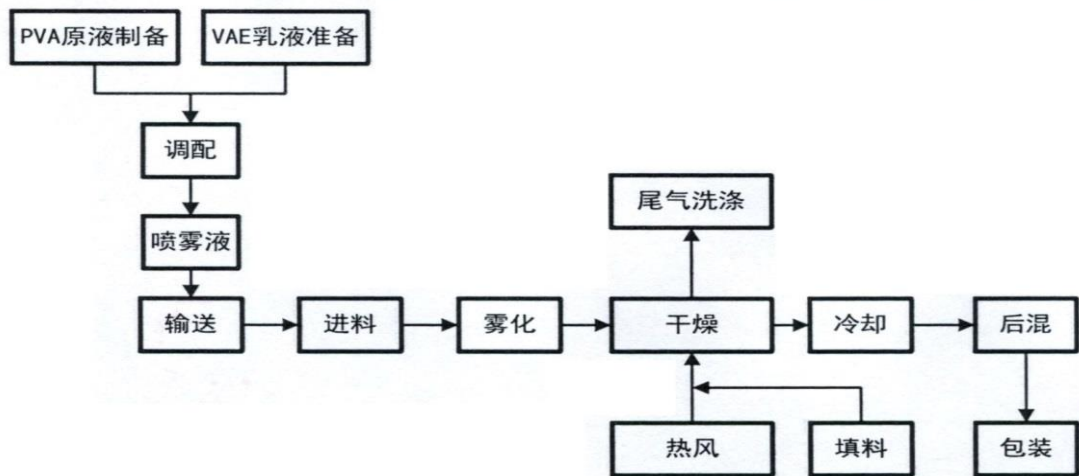 PVA原液制备
VAE乳液准备
调配
尾气洗涤
喷雾液
输送
进料
雾化
干燥
冷却
后混
热风
填料
包装